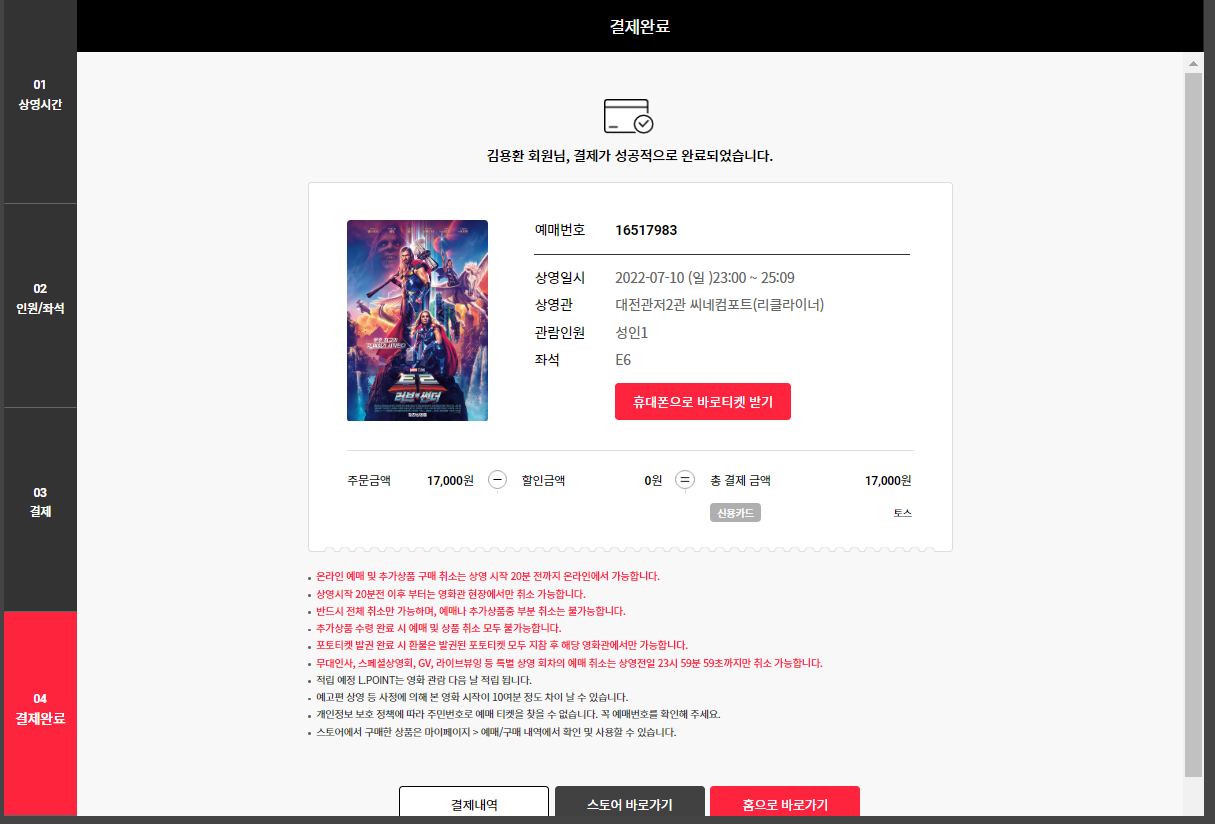 결제완료
01
상영시간
02
인원/좌석
03
결제
04
결제완료
김용환 회원님, 결제가 성공적으로 완료되었습니다.
토르
러브 앤 썬더
예매번호 16517983
상영일시 2022-07-10 (일 )23:00 ~ 25:09
상영관 대전관저2관 씨네컴포트(리클라이너)
관람인원 성인1
좌석 E6
휴대폰으로 바로티켓 받기
주문금액 17,000원 - 할인금액 0원 = 총 결제 금액 17,000원
신용카드 토스
온라인 예매 및 추가상품 구매 취소는 상영 시작 20분 전까지 온라인에서 가능합니다.
상영시작 20분전 이후 부터는 영화관 현장에서만 취소 가능합니다.
반드시 전체 취소만 가능하며, 예매나 추가상품중 부분 취소는 불가능합니다.
추가상품 수령 완료 시 예매 및 상품 취소 모두 불가능합니다.
포토티켓 발권 완료 시 환불은 발권된 포토티켓 모두 지참 후 해당 영화관에서만 가능합니다.
무대인사, 스페셜상영회, GV, 라이브뷰잉 등 특별 상영 회차의 예매 취소는 상영전일 23시 59분 59초까지만 취소 가능합니다.
적립 예정 L.POINT는 영화 관람 다음 날 적립 됩니다.
예고편 상영 등 사정에 의해 본 영화 시작이 10여분 정도 차이 날 수 있습니다.
개인정보 보호 정책에 따라 주민번호로 예매 티켓을 찾을 수 없습니다. 꼭 예매번호를 확인해 주세요.
스토어에서 구매한 상품은 마이페이지 > 예매/구매 내역에서 확인 및 사용할 수 있습니다.
결제내역
스토어 바로가기
홈으로 바로가기